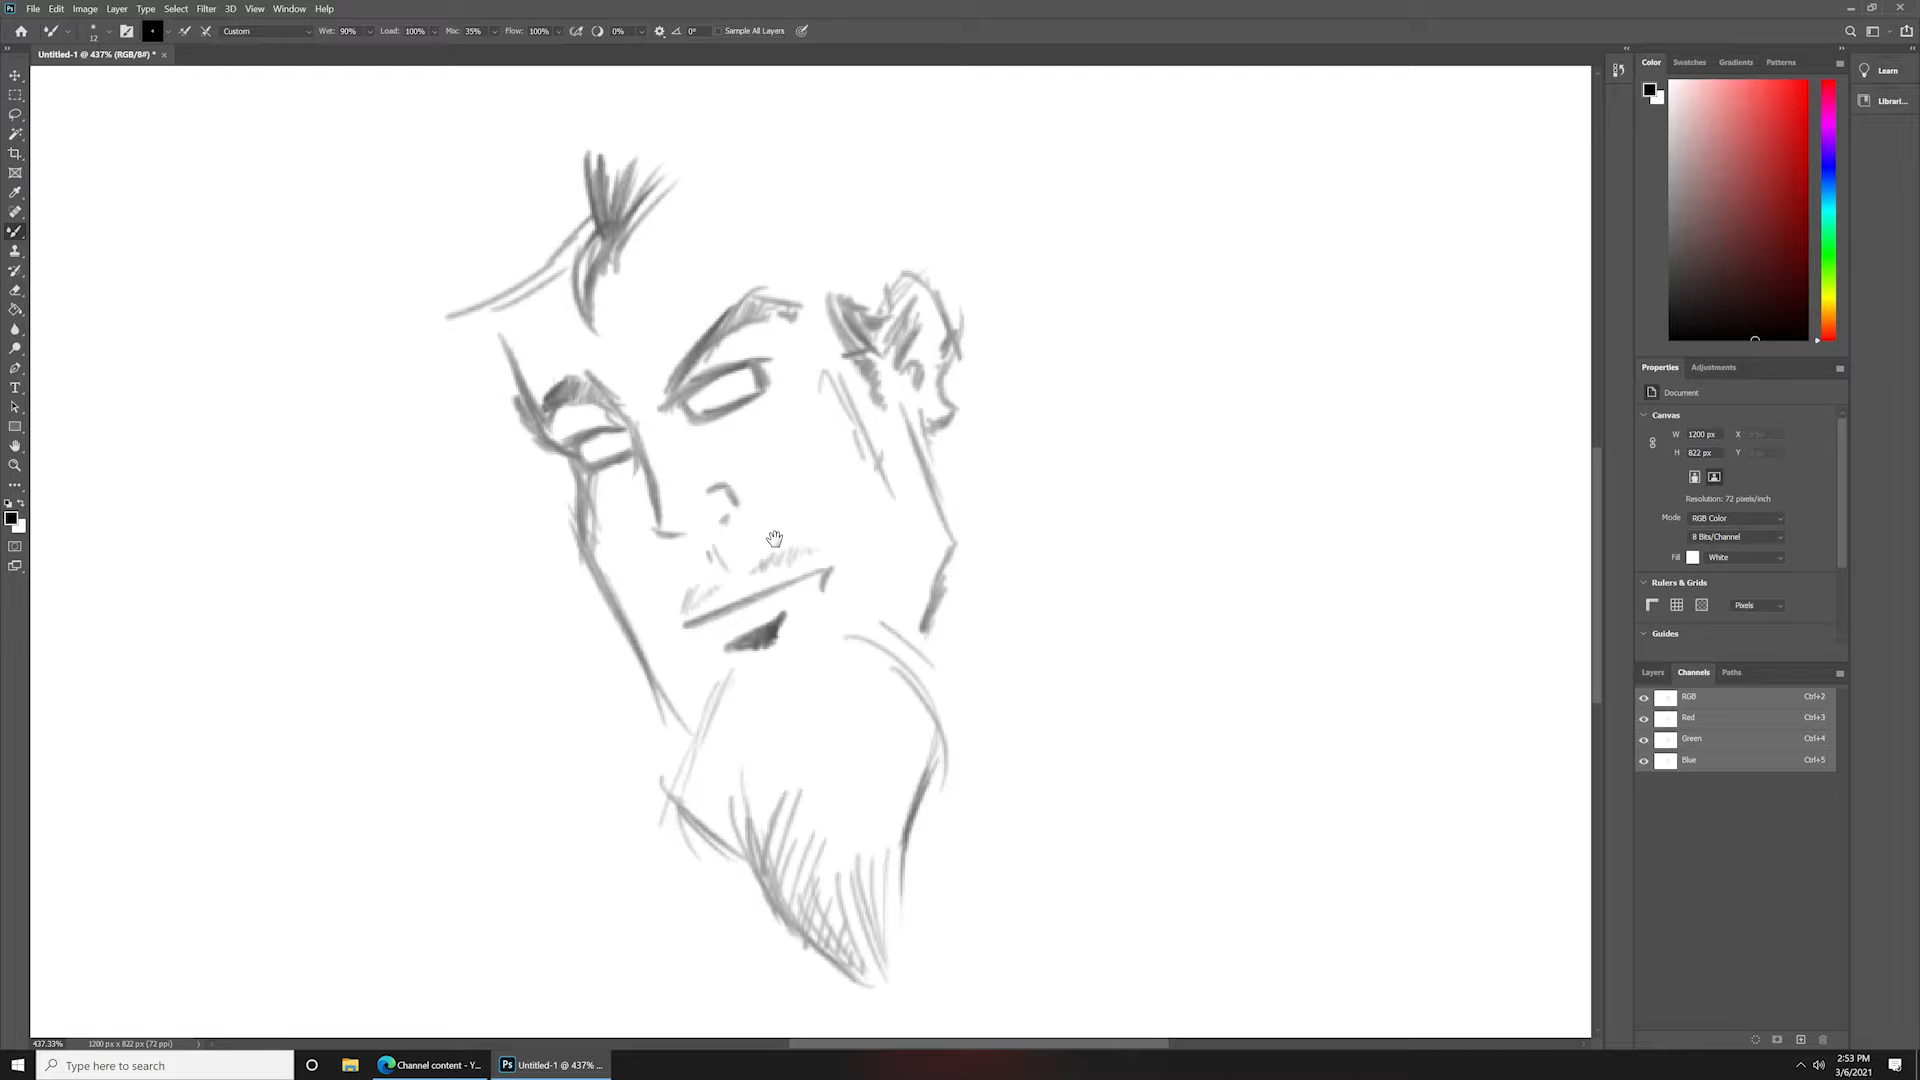 Ps File Edit Image Layer Type Select Filter 3D View Window Help
12 Custom Wet: 90% Load: 100% Mix: 35% Flow: 100% 0% 0° Sample All Layers
Untitled-1 @ 437% (RGB/8#) *
Color Swatches Gradients Patterns
Learn
Librari...
Properties Adjustments
Document
Canvas
W 1200 px X
H 822 px Y
Resolution: 72 pixels/inch
Mode RGB Color
8 Bits/Channel
Fill White
Rulers & Grids
Pixels
Guides
Layers Channels Paths
RGB Ctrl+2
Red Ctrl+3
Green Ctrl+4
Blue Ctrl+5
437.33% 1200 px x 822 px (72 ppi)
Type here to search
Channel content - Y...
Ps Untitled-1 @ 437% ...
2:53 PM
3/6/2021